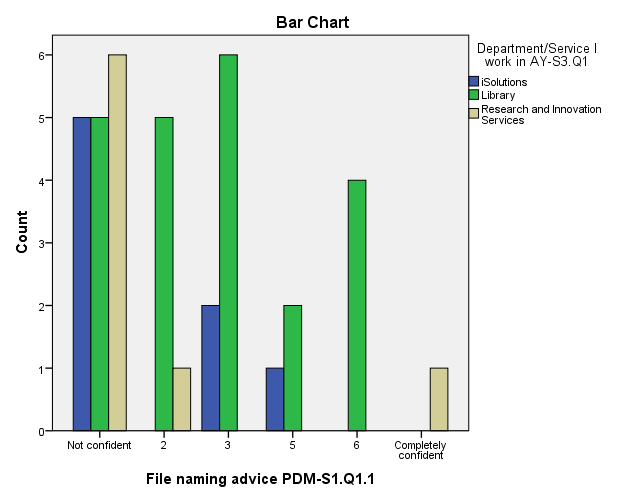 Bar Chart
Department/Service I
work in AY-S3.Q1
iSolutions
Library
Research and Innovation
Services
Count
6
5
4
3
2
1
0
Not confident
2
3
5
6
Completely
confident
File naming advice PDM-S1.Q1.1